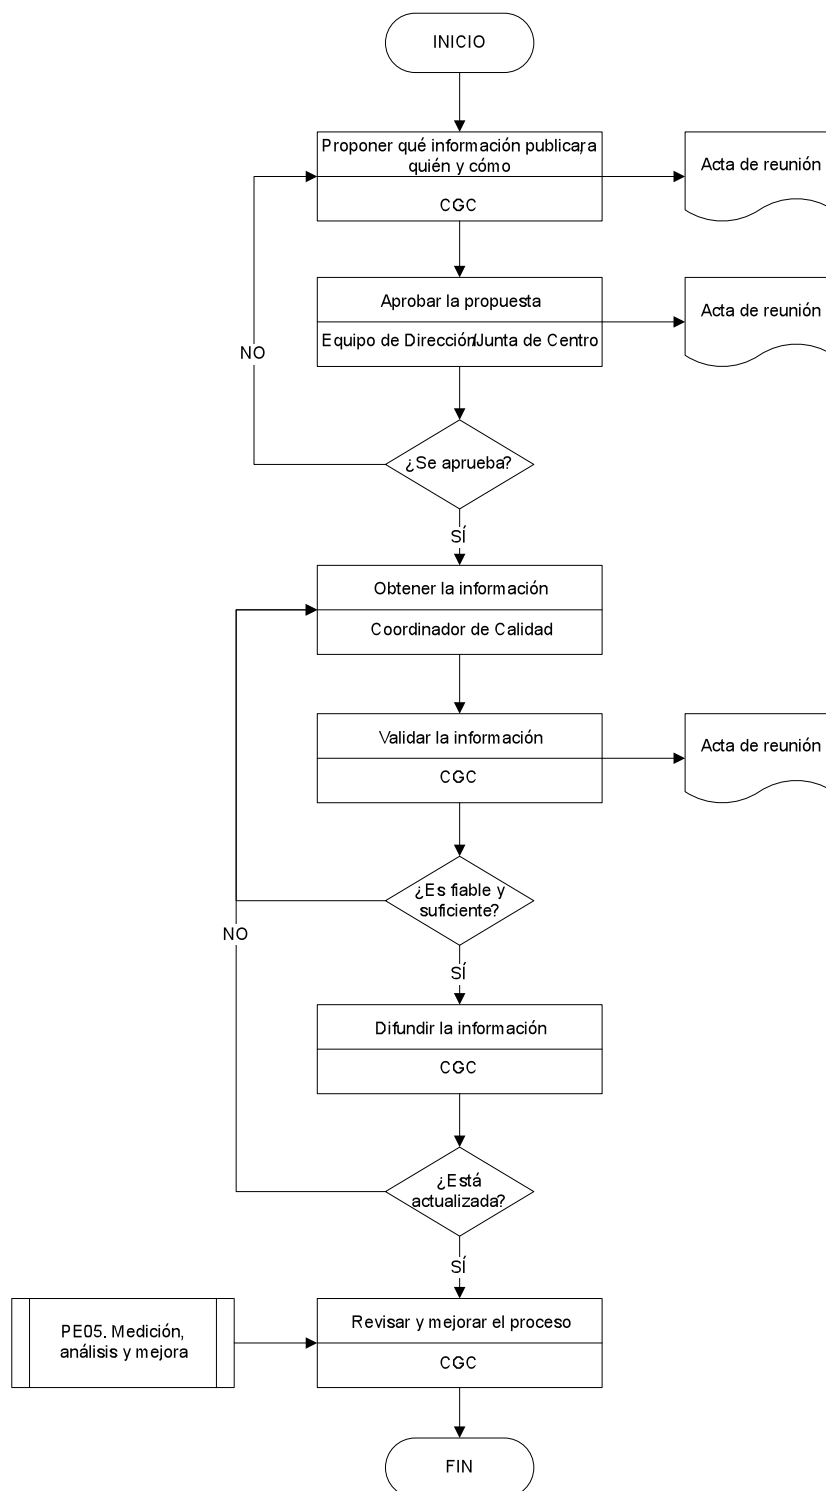 INICIO
Proponer qué información publicar, a
quién y cómo
CGC
Acta de reunión
Aprobar la propuesta
Equipo de Dirección/Junta de Centro
Acta de reunión
NO
¿Se aprueba?
SÍ
Obtener la información
Coordinador de Calidad
Validar la información
CGC
Acta de reunión
¿Es fiable y
suficiente?
NO
SÍ
Difundir la información
CGC
¿Está
actualizada?
SÍ
PE05. Medición,
análisis y mejora
Revisar y mejorar el proceso
CGC
FIN